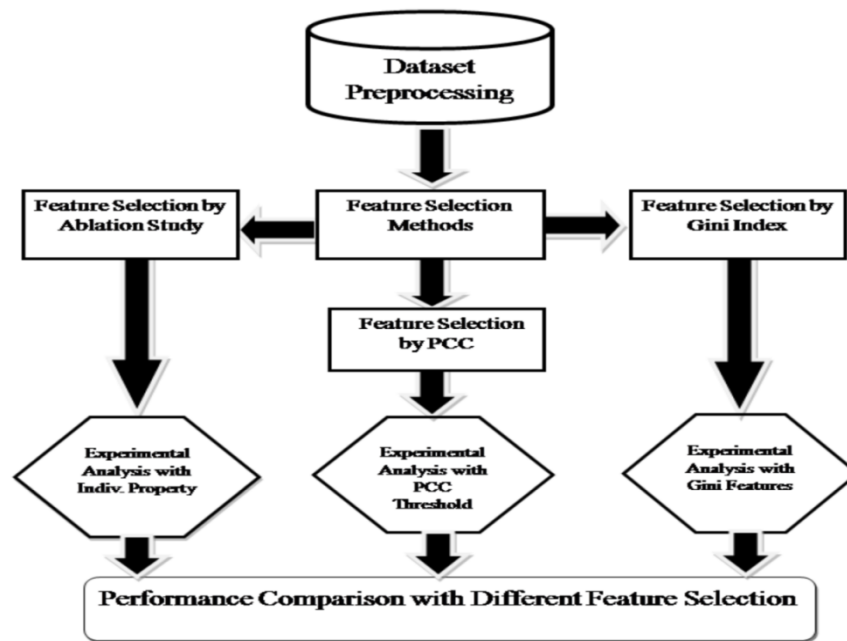 Dataset
Preprocessing
Feature Selection by
Ablation Study
Feature Selection
Methods
Feature Selection by
Gini Index
Feature Selection
by PCC
Experimental
Analysis with
Indiv. Property
Experimental
Analysis with
PCC
Threshold
Experimental
Analysis with
Gini Features
Performance Comparison with Different Feature Selection